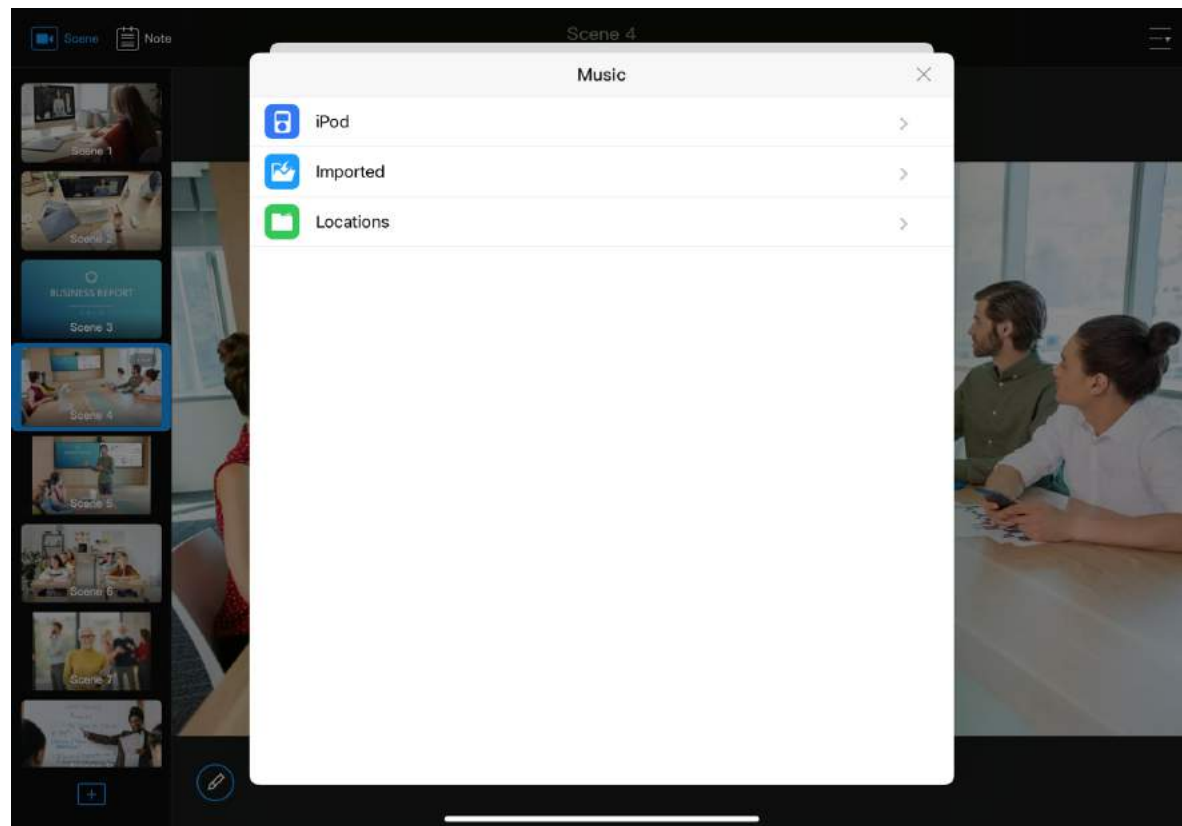 Scene
Note
Scene 4
Music
iPod
Imported
Locations
Scene 1
Scene 2
BUSINESS REPORT
Scene 3
Scene 4
Scene 5
Scene 6
Scene 7